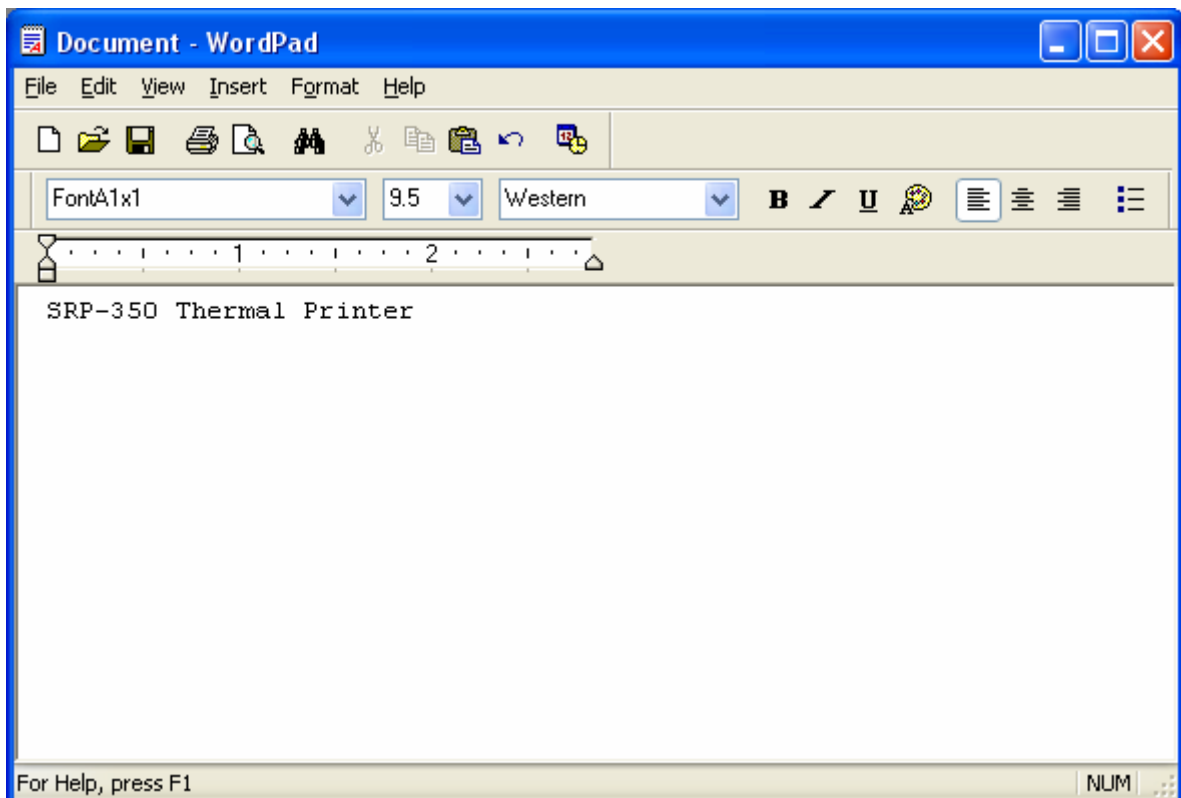 Document - WordPad
File Edit View Insert Format Help
FontA1x1 9.5 Western B I U
1 2
SRP-350 Thermal Printer
For Help, press F1 NUM